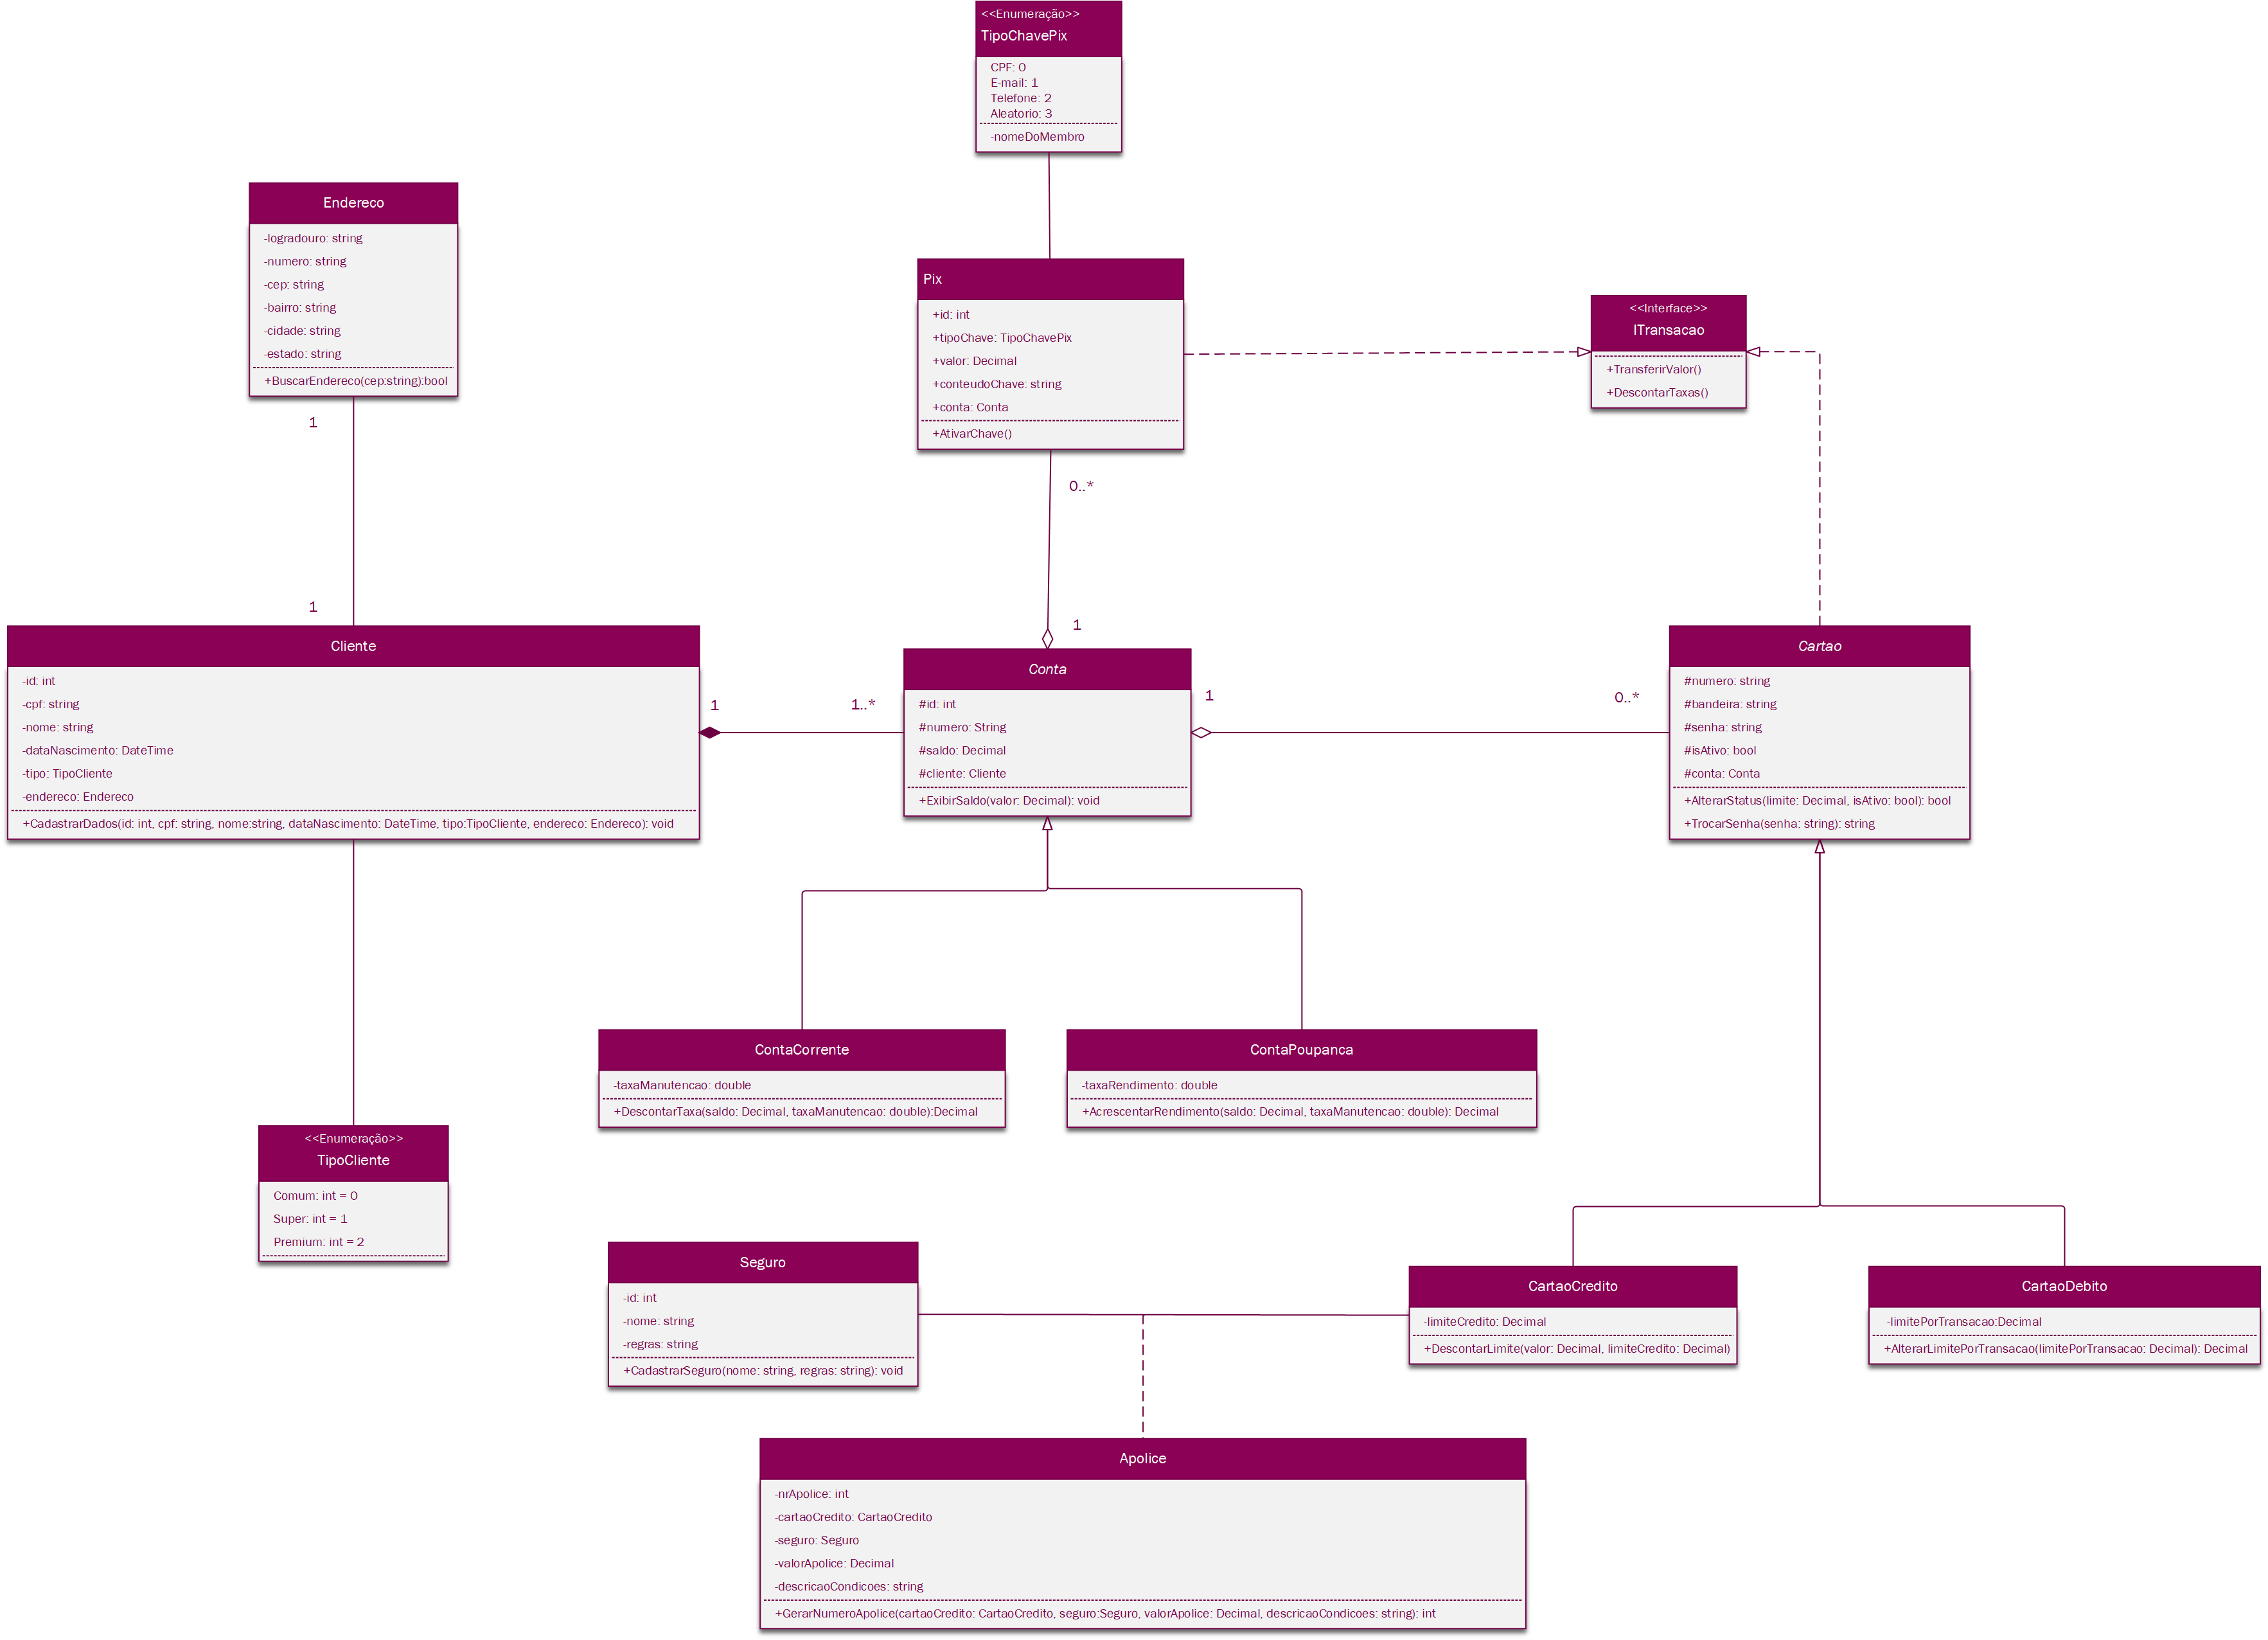 <<Enumeração>>
TipoChavePix
CPF: 0
E-mail: 1
Telefone: 2
Aleatorio: 3
-nomeDoMembro
Endereco
-logradouro: string
-numero: string
-cep: string
-bairro: string
-cidade: string
-estado: string
+BuscarEndereco(cep:string):bool
Pix
+id: int
+tipoChave: TipoChavePix
+valor: Decimal
+conteudoChave: string
+conta: Conta
+AtivarChave()
<<Interface>>
ITransacao
+TransferirValor()
+DescontarTaxas()
1
0..*
1
1
Cliente
-id: int
-cpf: string
-nome: string
-dataNascimento: DateTime
-tipo: TipoCliente
-endereco: Endereco
+CadastrarDados(id: int, cpf: string, nome:string, dataNascimento: DateTime, tipo:TipoCliente, endereco: Endereco): void
1
1..*
Conta
#id: int
#numero: String
#saldo: Decimal
#cliente: Cliente
+ExibirSaldo(valor: Decimal): void
1
0..*
Cartao
#numero: string
#bandeira: string
#senha: string
#isAtivo: bool
#conta: Conta
+AlterarStatus(limite: Decimal, isAtivo: bool): bool
+TrocarSenha(senha: string): string
ContaCorrente
-taxaManutencao: double
+DescontarTaxa(saldo: Decimal, taxaManutencao: double):Decimal
ContaPoupanca
-taxaRendimento: double
+AcrescentarRendimento(saldo: Decimal, taxaManutencao: double): Decimal
<<Enumeração>>
TipoCliente
Comum: int = 0
Super: int = 1
Premium: int = 2
Seguro
-id: int
-nome: string
-regras: string
+CadastrarSeguro(nome: string, regras: string): void
CartaoCredito
-limiteCredito: Decimal
+DescontarLimite(valor: Decimal, limiteCredito: Decimal)
CartaoDebito
-limitePorTransacao:Decimal
+AlterarLimitePorTransacao(limitePorTransacao: Decimal): Decimal
Apolice
-nrApolice: int
-cartaoCredito: CartaoCredito
-seguro: Seguro
-valorApolice: Decimal
-descricaoCondicoes: string
+GerarNumeroApolice(cartaoCredito: CartaoCredito, seguro:Seguro, valorApolice: Decimal, descricaoCondicoes: string): int